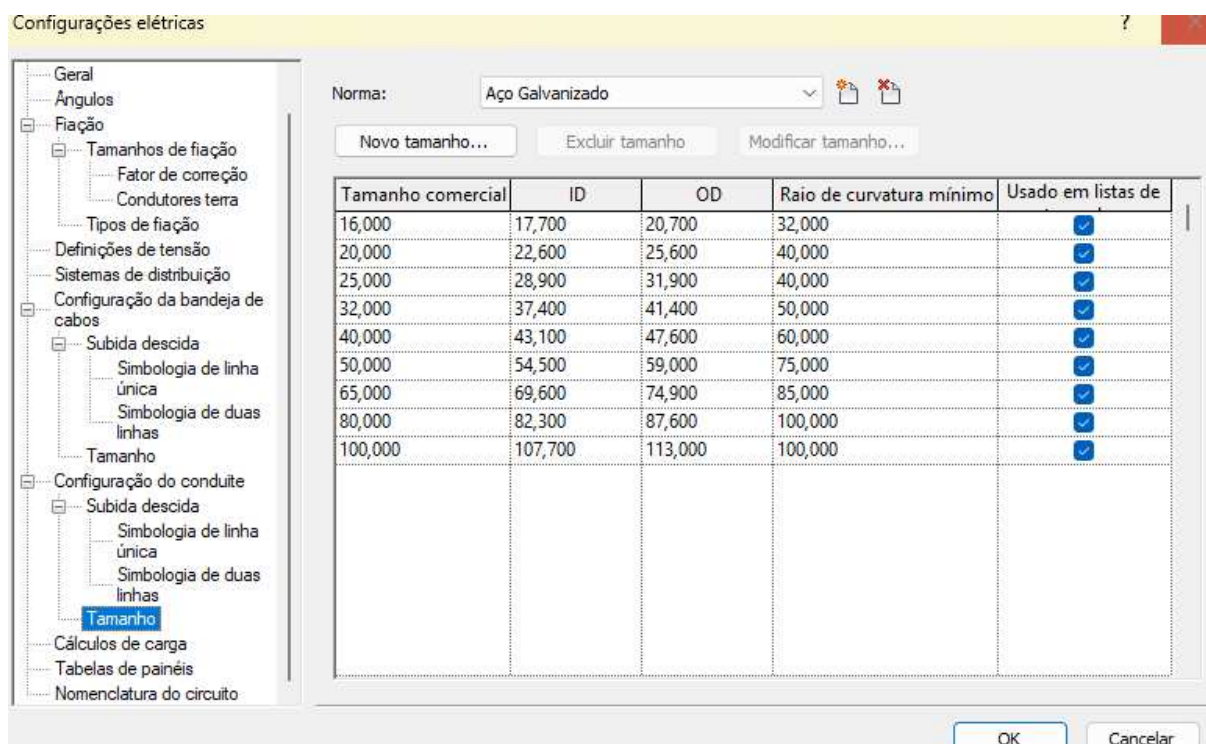 Configurações elétricas ?
Geral
Ângulos
Fiação
Tamanhos de fiação
Fator de correção
Condutores terra
Tipos de fiação
Definições de tensão
Sistemas de distribuição
Configuração da bandeja de
cabos
Subida descida
Simbologia de linha
única
Simbologia de duas
linhas
Tamanho
Configuração do conduite
Subida descida
Simbologia de linha
única
Simbologia de duas
linhas
Tamanho
Cálculos de carga
Tabelas de painéis
Nomenclatura do circuito
Norma: Aço Galvanizado
Novo tamanho... Excluir tamanho Modificar tamanho...
Tamanho comercial ID OD Raio de curvatura mínimo Usado em listas de
16,000 17,700 20,700 32,000
20,000 22,600 25,600 40,000
25,000 28,900 31,900 40,000
32,000 37,400 41,400 50,000
40,000 43,100 47,600 60,000
50,000 54,500 59,000 75,000
65,000 69,600 74,900 85,000
80,000 82,300 87,600 100,000
100,000 107,700 113,000 100,000
OK Cancelar